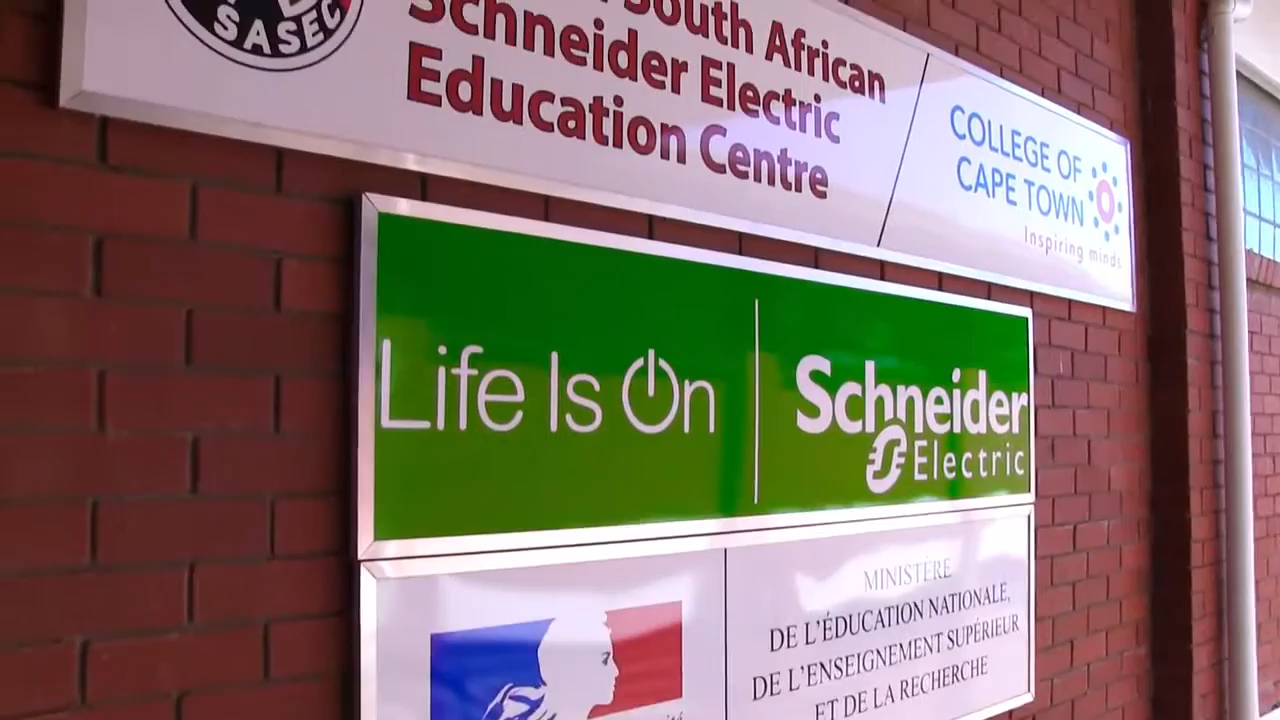 SASEC
South African
Schneider Electric
Education Centre
COLLEGE OF
CAPE TOWN
Inspiring minds
Life Is On
Schneider
Electric
MINISTÈRE
DE L'ÉDUCATION NATIONALE,
DE L'ENSEIGNEMENT SUPÉRIEUR
ET DE LA RECHERCHE